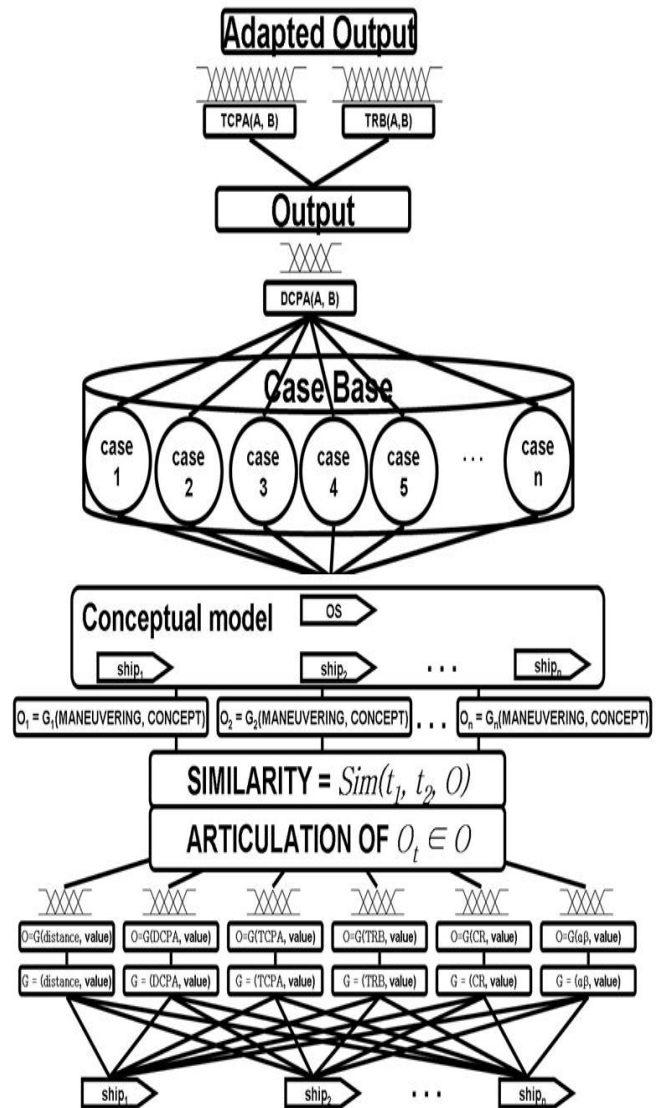 Adapted Output
TCPA(A, B) TRB(A,B)
Output
DCPA(A, B)
Case Base
case 1 case 2 case 3 case 4 case 5 ... case n
Conceptual model OS
ship₁ ship₂ ... shipₙ
O₁ = G₁(MANEUVERING, CONCEPT) O₂ = G₂(MANEUVERING, CONCEPT) ... Oₙ = Gₙ(MANEUVERING, CONCEPT)
SIMILARITY = Sim(t₁, t₂, O)
ARTICULATION OF Oₜ ∈ O
O=G(distance, value) O=G(DCPA, value) O=G(TCPA, value) O=G(TRB, value) O=G(CR, value) O=G(αβ, value)
G = (distance, value) G = (DCPA, value) G = (TCPA, value) G = (TRB, value) G = (CR, value) G = (αβ, value)
ship₁ ship₂ ... shipₙ